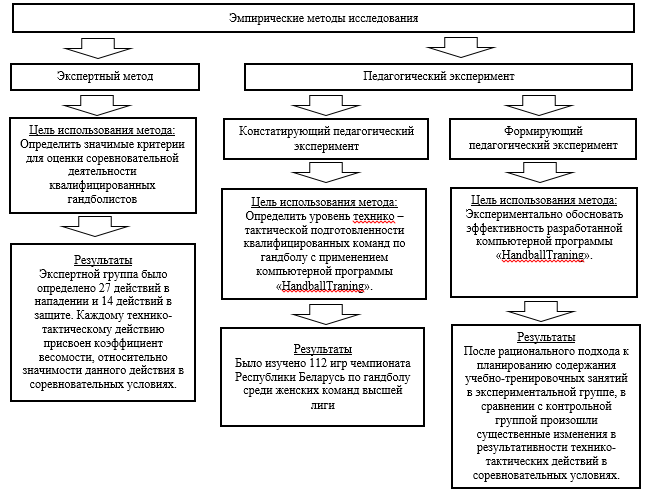 Эмпирические методы исследования
Экспертный метод
Педагогический эксперимент
Цель использования метода:
Определить значимые критерии
для оценки соревновательной
деятельности
квалифицированных
гандболистов
Констатирующий педагогический
эксперимент
Формирующий
педагогический эксперимент
Цель использования метода:
Определить уровень технико –
тактической подготовленности
квалифицированных команд по
гандболу с применением
компьютерной программы
«HandballTraning».
Цель использования метода:
Экспериментально обосновать
эффективность разработанной
компьютерной программы
«HandballTraning».
Результаты
Экспертной группа было
определено 27 действий в
нападении и 14 действий в
защите. Каждому технико-
тактическому действию
присвоен коэффициент
весомости, относительно
значимости данного действия в
соревновательных условиях.
Результаты
Было изучено 112 игр чемпионата
Республики Беларусь по гандболу
среди женских команд высшей
лиги
Результаты
После рационального подхода к
планированию содержания
учебно-тренировочных занятий
в экспериментальной группе, в
сравнении с контрольной
группой произошли
существенные изменения в
результативности технико-
тактических действий в
соревновательных условиях.